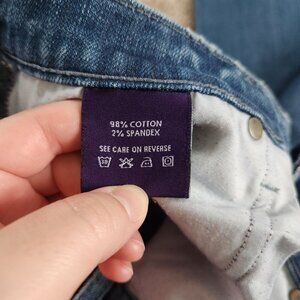 98% COTTON
2% SPANDEX
SEE CARE ON REVERSE